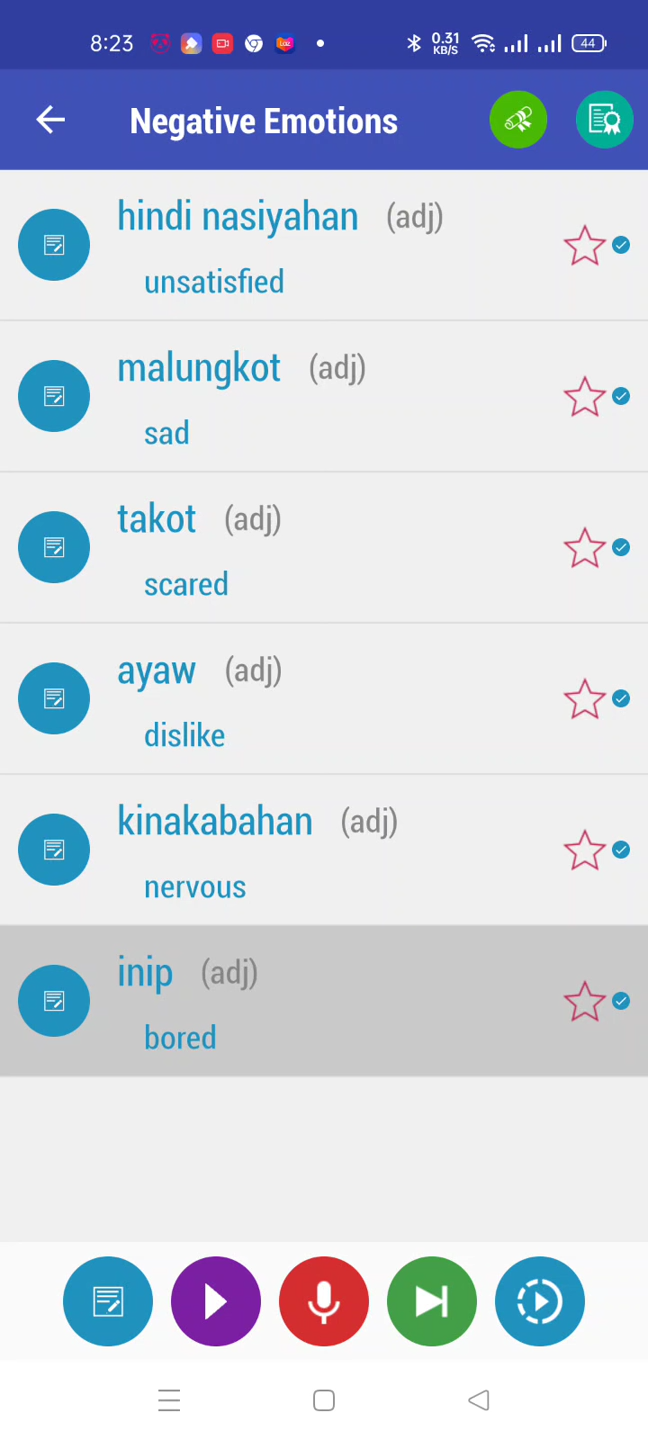 8:23
0.31
KB/S
44
Negative Emotions
hindi nasiyahan (adj)
unsatisfied
malungkot (adj)
sad
takot (adj)
scared
ayaw (adj)
dislike
kinakabahan (adj)
nervous
inip (adj)
bored